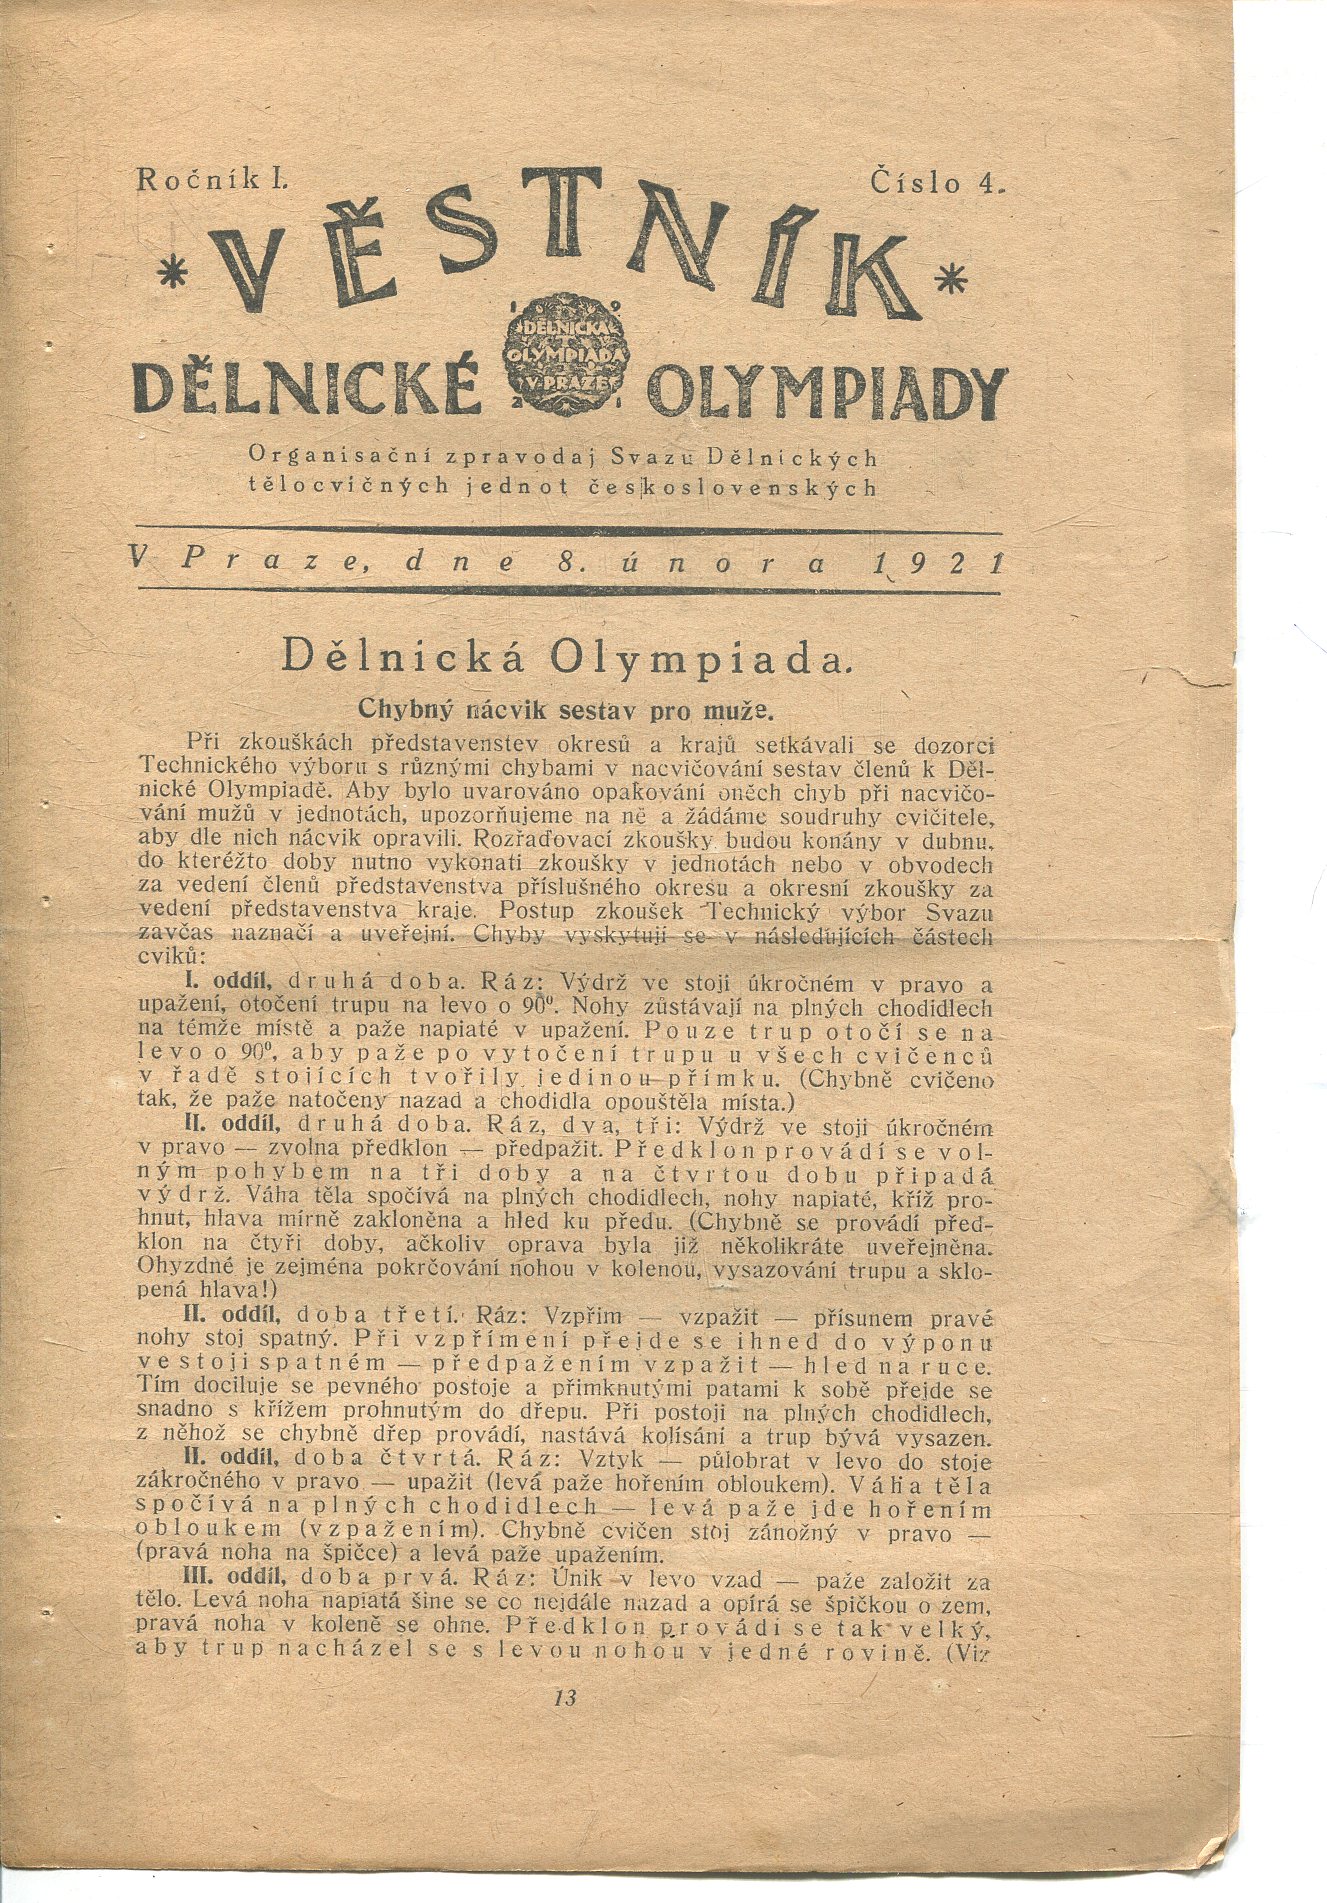 Ročník I.
Číslo 4.
* VĚSTNÍK *
19
DĚLNICKÁ
OLYMPIADA
V PRAZE
21
DĚLNICKÉ OLYMPIADY
Organisační zpravodaj Svazu Dělnických
tělocvičných jednot československých
V Praze, dne 8. února 1921
Dělnická Olympiada.
Chybný nácvik sestav pro muže.
Při zkouškách představenstev okresů a krajů setkávali se dozorci
Technického výboru s různými chybami v nacvičování sestav členů k Děl-
nické Olympiadě. Aby bylo uvarováno opakování oněch chyb při nacvičo-
vání mužů v jednotách, upozorňujeme na ně a žádáme soudruhy cvičitele,
aby dle nich nácvik opravili. Rozřaďovací zkoušky budou konány v dubnu,
do kteréžto doby nutno vykonati zkoušky v jednotách nebo v obvodech
za vedení členů představenstva příslušného okresu a okresní zkoušky za
vedení představenstva kraje. Postup zkoušek Technický výbor Svazu
zavčas naznačí a uveřejní. Chyby vyskytují se v následujících částech
cviků:
I. oddíl, druhá doba. Ráz: Výdrž ve stoji úkročném v pravo a
upažení, otočení trupu na levo o 90°. Nohy zůstávají na plných chodidlech
na témže místě a paže napiaté v upažení. Pouze trup otočí se na
levo o 90°, aby paže po vytočení trupu u všech cvičenců
v řadě stojících tvořily jedinou přímku. (Chybně cvičeno
tak, že paže natočeny nazad a chodidla opouštěla místa.)
II. oddíl, druhá doba. Ráz, dva, tři: Výdrž ve stoji úkročném
v pravo — zvolna předklon — předpažit. Předklon provádí se vol-
ným pohybem na tři doby a na čtvrtou dobu připadá
výdrž. Váha těla spočívá na plných chodidlech, nohy napiaté, kříž pro-
hnut, hlava mírně zakloněna a hled ku předu. (Chybně se provádí před-
klon na čtyři doby, ačkoliv oprava byla již několikráte uveřejněna.
Ohyzdné je zejména pokrčování nohou v kolenou, vysazování trupu a sklo-
pená hlava!)
II. oddíl, doba třetí. Ráz: Vzpřim — vzpažit — přísunem pravé
nohy stoj spatný. Při vzpřímení přejde se ihned do výponu
ve stoji spatném — předpažením vzpažit — hled na ruce.
Tím dociluje se pevného postoje a přimknutými patami k sobě přejde se
snadno s křížem prohnutým do dřepu. Při postoji na plných chodidlech,
z něhož se chybně dřep provádí, nastává kolísání a trup bývá vysazen.
II. oddíl, doba čtvrtá. Ráz: Vztyk — půlobrat v levo do stoje
zákročného v pravo — upažit (levá paže hořením obloukem). Váha těla
spočívá na plných chodidlech — levá paže jde hořením
obloukem (vzpažením). Chybně cvičen stoj zánožný v pravo —
(pravá noha na špičce) a levá paže upažením.
III. oddíl, doba prvá. Ráz: Únik v levo vzad — paže založit za
tělo. Levá noha napiatá šine se co nejdále nazad a opírá se špičkou o zem,
pravá noha v koleně se ohne. Předklon provádi se tak velký,
aby trup nacházel se s levou nohou v jedné rovině. (Viz
13